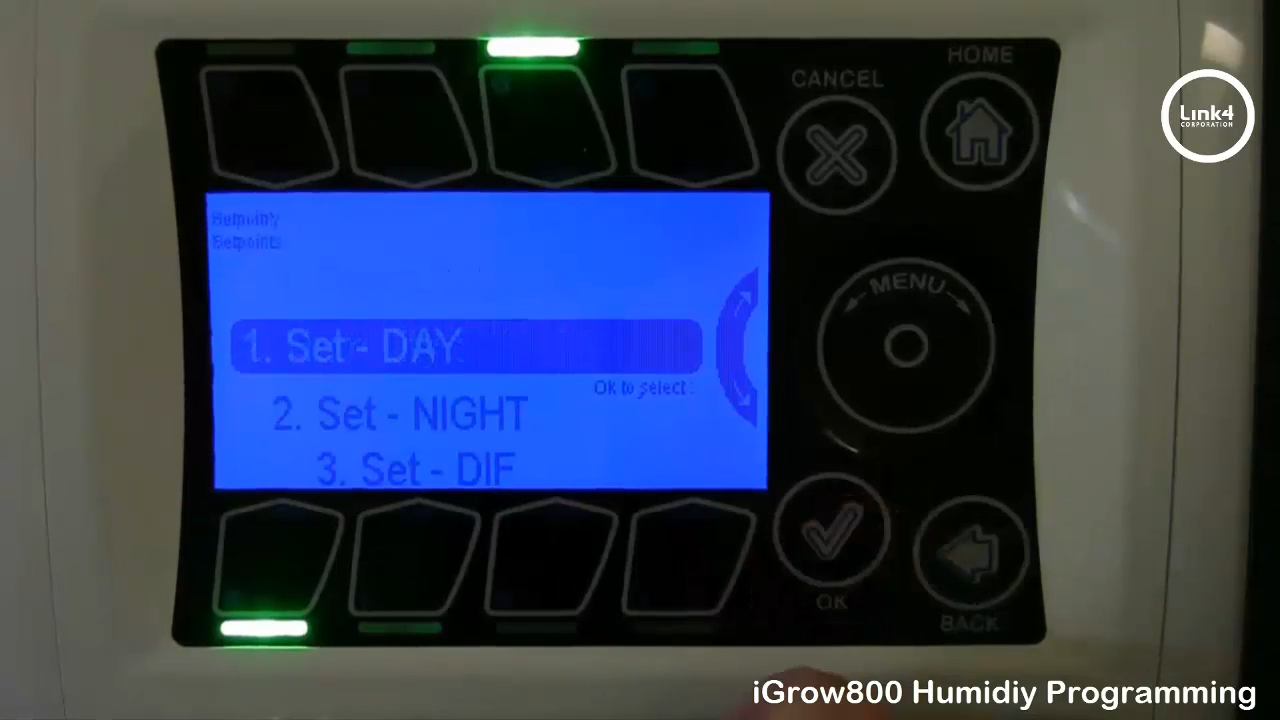 HOME
CANCEL
Link4
CORPORATION
Setpoints
MENU
1. Set - DAY
Ok to select :
2. Set - NIGHT
3. Set - DIF
OK
BACK
iGrow800 Humidiy Programming